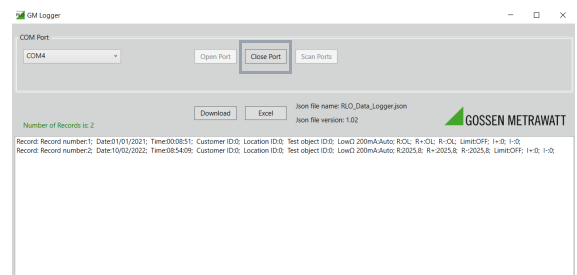 GM Logger
COM Port
COM4
Open Port
Close Port
Scan Ports
Download
Excel
Json file name: RLO_Data_Logger.json
Json file version: 1.02
GOSSEN METRAWATT
Number of Records is: 2
Record: Record number:1; Date:01/01/2021; Time:00:08:51; Customer ID:0; Location ID:0; Test object ID:0; LowΩ 200mA:Auto; R:OL; R+:OL; R-:OL; Limit:OFF; I+:0; I-:0;
Record: Record number:2; Date:10/02/2022; Time:08:54:09; Customer ID:0; Location ID:0; Test object ID:0; LowΩ 200mA:Auto; R:2025,8; R+:2025,8; R-:2025,8; Limit:OFF; I+:0; I-:0;